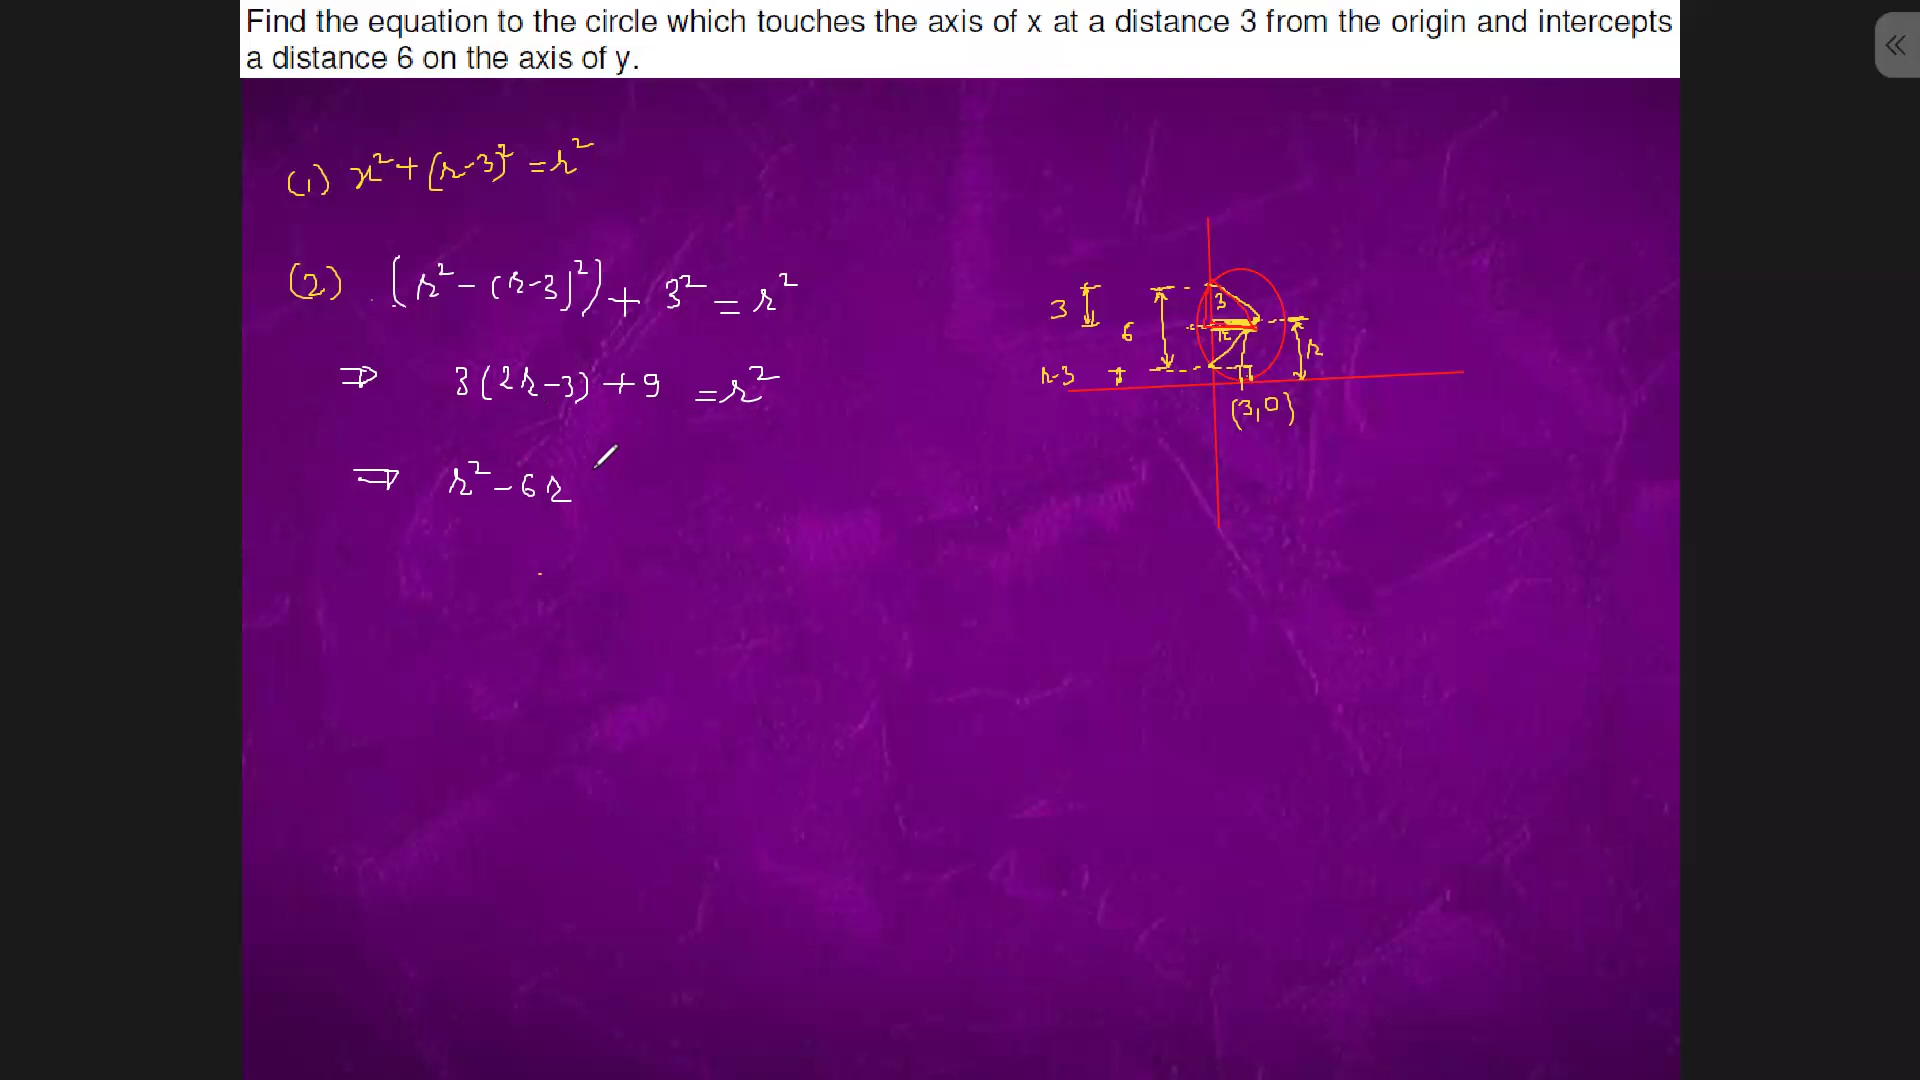 Find the equation to the circle which touches the axis of x at a distance 3 from the origin and intercepts
a distance 6 on the axis of y.
(1) x² + (r-3)² = r²
(2) (r² - (r-3)²) + 3² = r²
⇒ 3(2r-3) + 9 = r²
⇒ r² - 6r
3
6
r-3
3
r
(3,0)